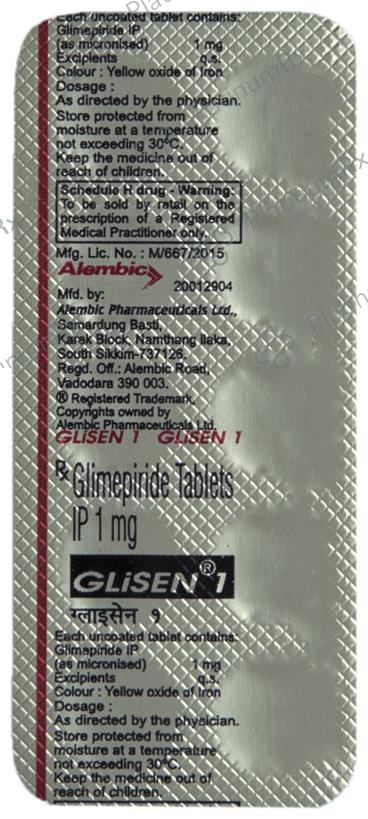 Each uncoated tablet contains:
Glimepiride IP
(as micronised) 1 mg
Excipients q.s.
Colour : Yellow oxide of Iron
Dosage :
As directed by the physician.
Store protected from
moisture at a temperature
not exceeding 30°C.
Keep the medicine out of
reach of children.
Schedule H drug - Warning:
To be sold by retail on the
prescription of a Registered
Medical Practitioner only.
Mfg. Lic. No. : M/667/2015
Alembic
20012904
Mfd. by:
Alembic Pharmaceuticals Ltd.,
Samardung Basti,
Karek Block, Namthang Ilaka,
South Sikkim-737126.
Regd. Off.: Alembic Road,
Vadodara 390 003.
® Registered Trademark,
Copyrights owned by
Alembic Pharmaceuticals Ltd.
GLiSEN 1 GLiSEN 1
Rx Glimepiride Tablets
IP 1 mg
GLiSEN® 1
ग्लाइसेन १
Each uncoated tablet contains:
Glimepiride IP
(as micronised) 1 mg
Excipients q.s.
Colour : Yellow oxide of Iron
Dosage :
As directed by the physician.
Store protected from
moisture at a temperature
not exceeding 30°C.
Keep the medicine out of
reach of children.